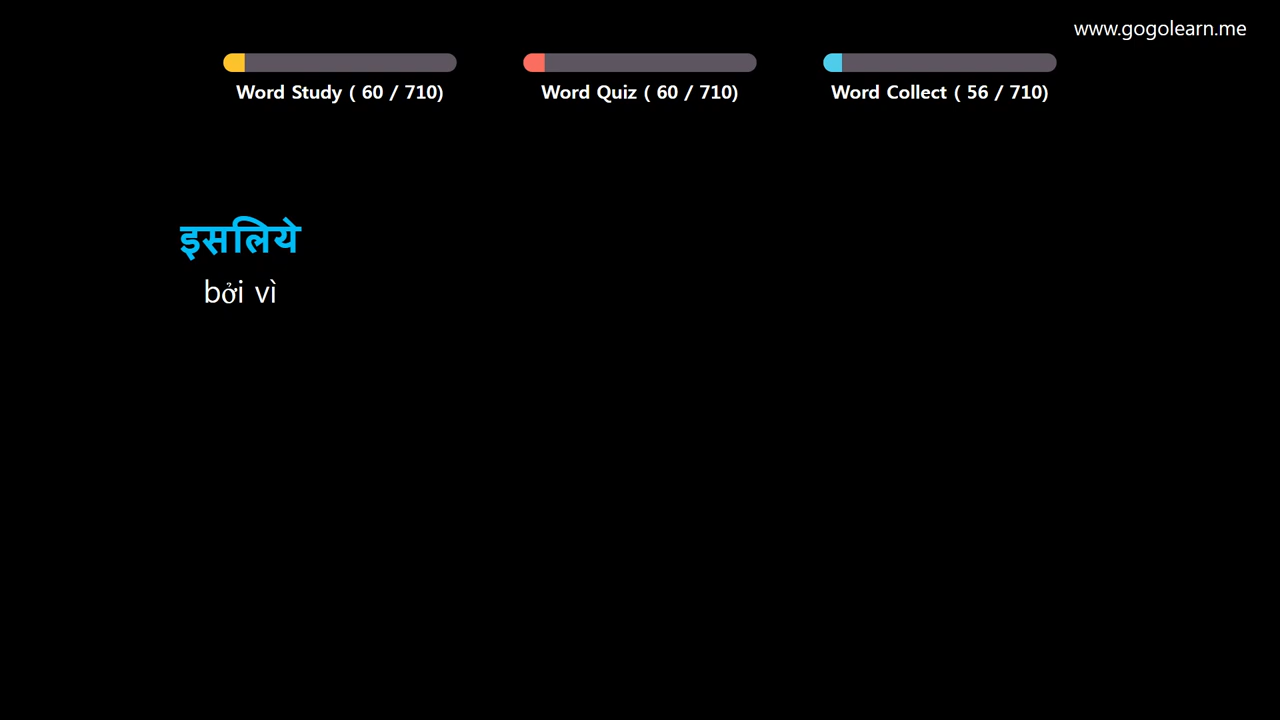 www.gogolearn.me
Word Study ( 60 / 710)
Word Quiz ( 60 / 710)
Word Collect ( 56 / 710)
इसलिये
bởi vì